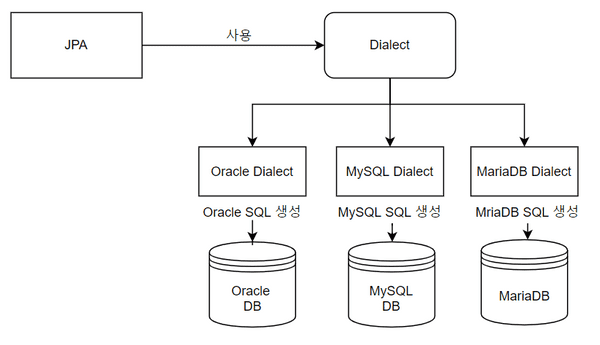 JPA
사용
Dialect
Oracle Dialect
MySQL Dialect
MariaDB Dialect
Oracle SQL 생성
MySQL SQL 생성
MriaDB SQL 생성
Oracle
DB
MySQL
DB
MariaDB